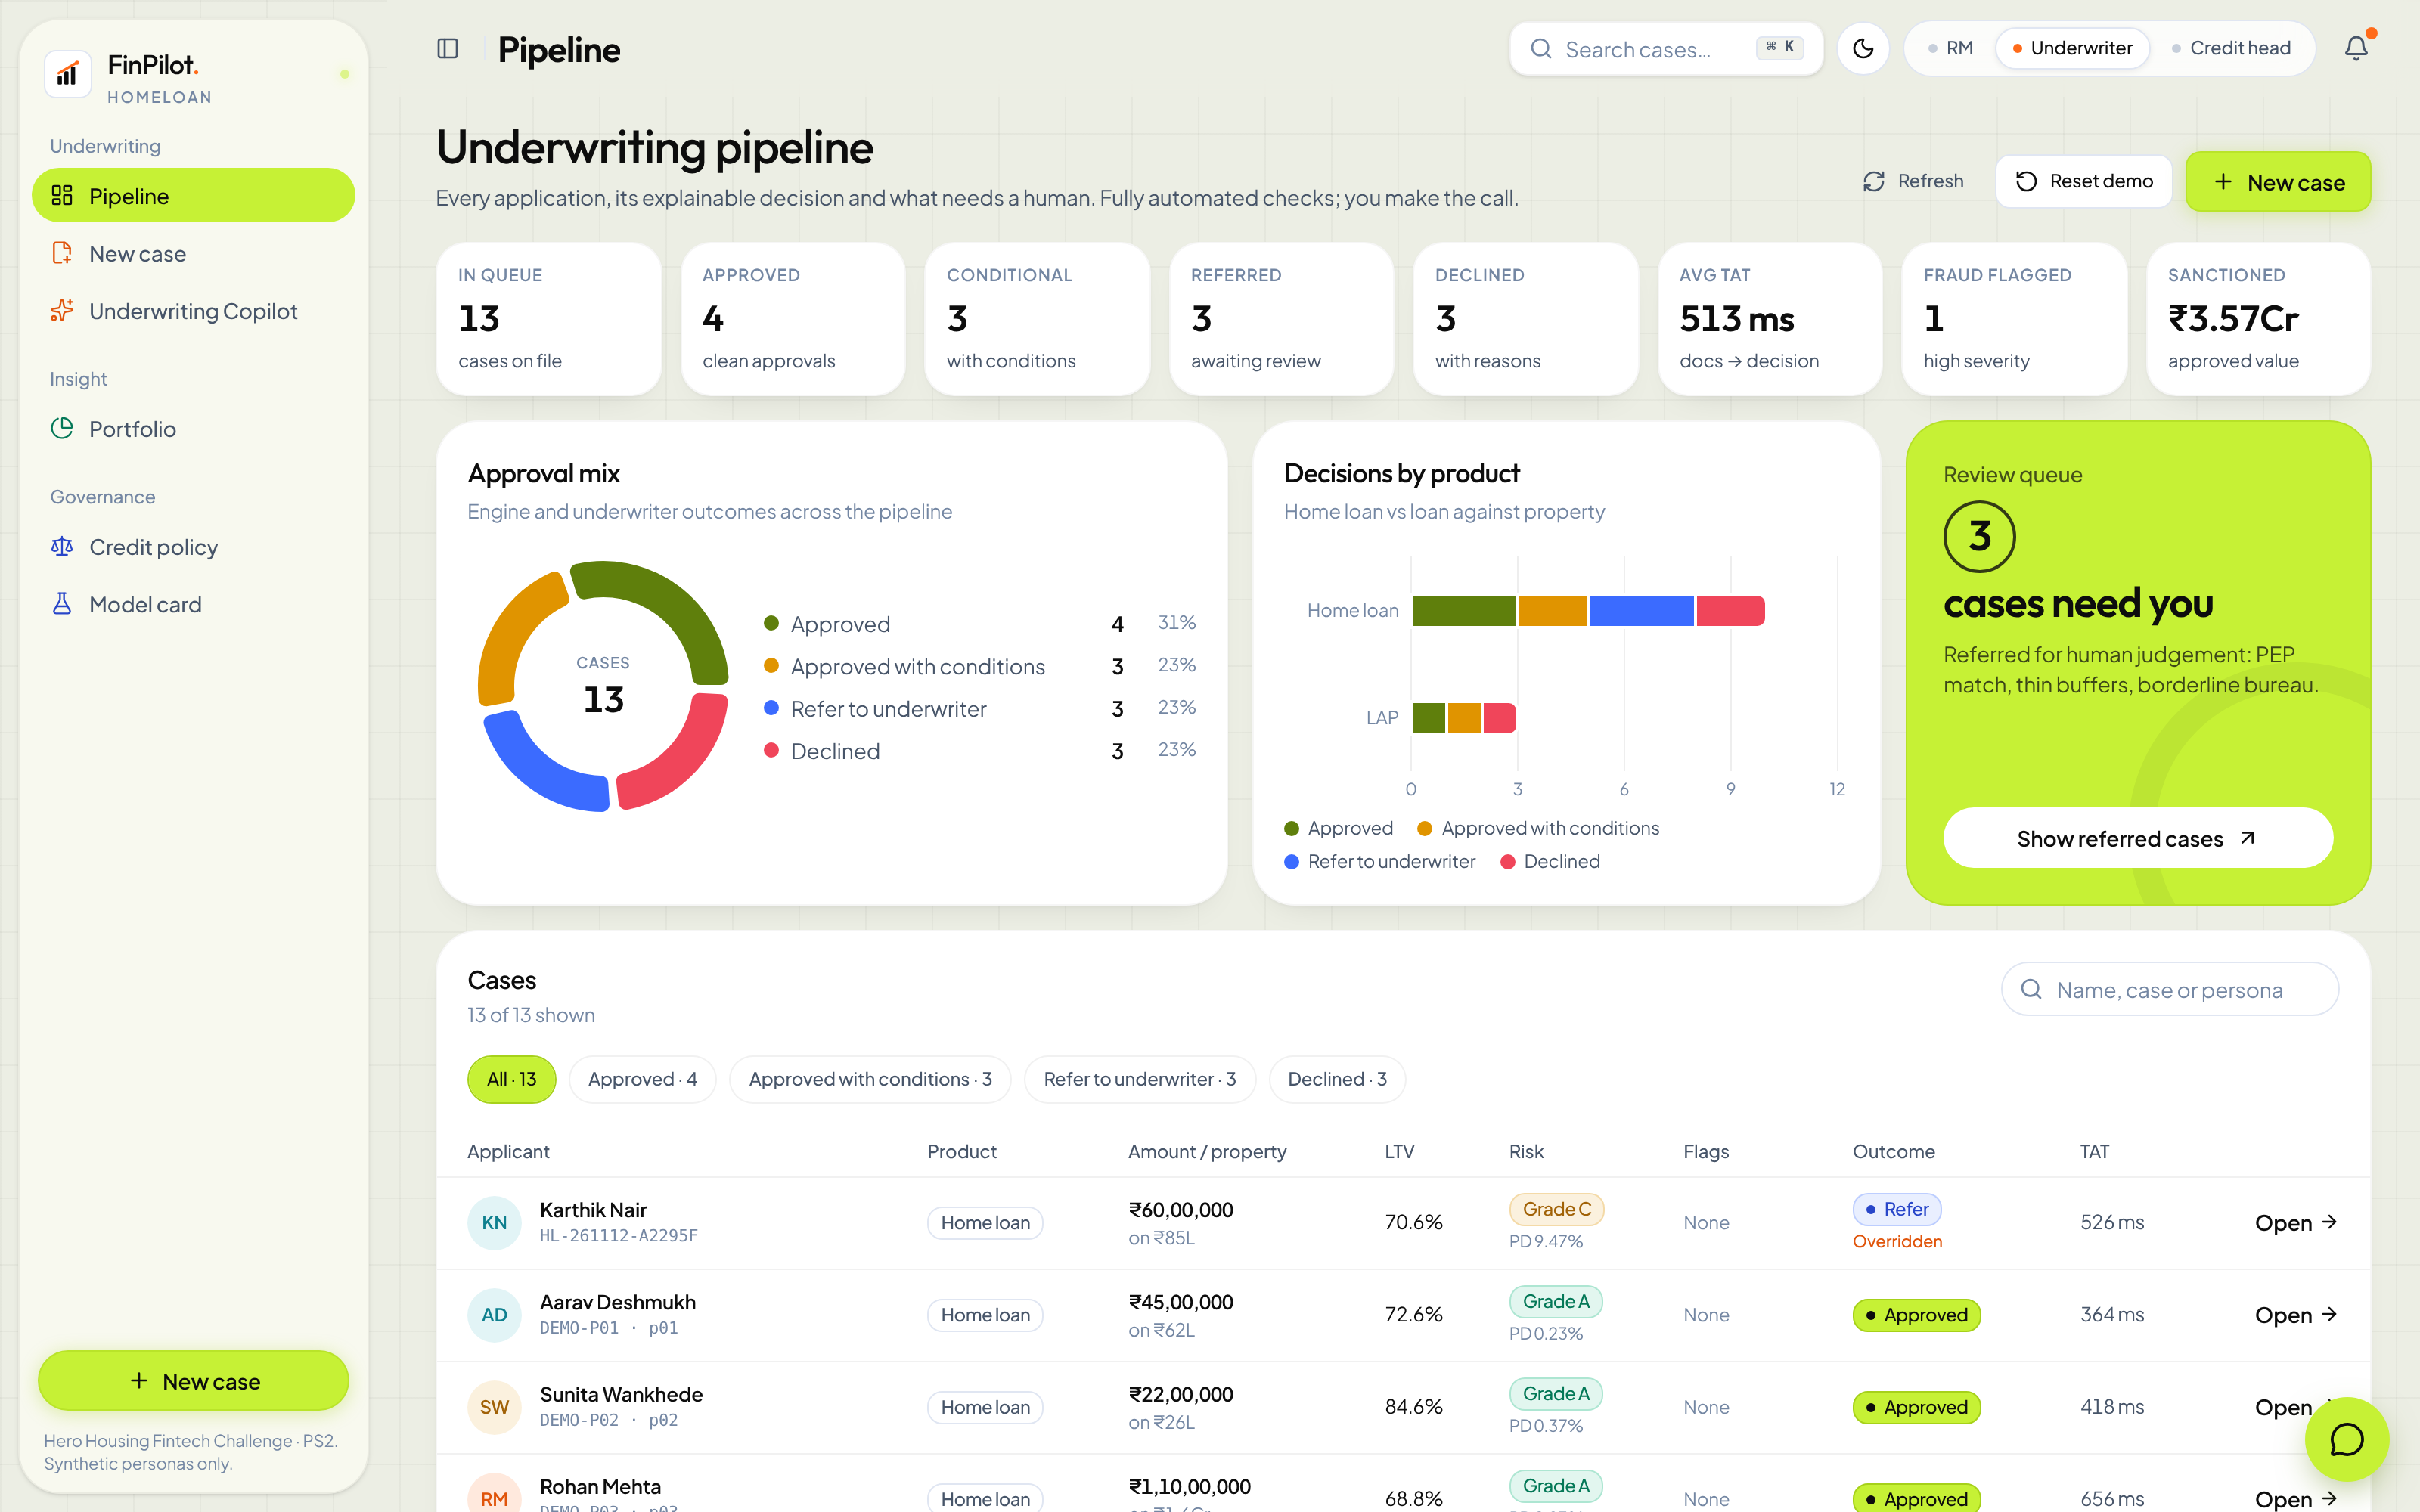 FinPilot.
HOMELOAN
Underwriting
Pipeline
New case
Underwriting Copilot
Insight
Portfolio
Governance
Credit policy
Model card
New case
Hero Housing Fintech Challenge · PS2.
Synthetic personas only.
Pipeline
Search cases...
⌘ K
RM
Underwriter
Credit head
Underwriting pipeline
Every application, its explainable decision and what needs a human. Fully automated checks; you make the call.
Refresh
Reset demo
New case
IN QUEUE
13
cases on file
APPROVED
4
clean approvals
CONDITIONAL
3
with conditions
REFERRED
3
awaiting review
DECLINED
3
with reasons
AVG TAT
513 ms
docs → decision
FRAUD FLAGGED
1
high severity
SANCTIONED
₹3.57Cr
approved value
Approval mix
Engine and underwriter outcomes across the pipeline
CASES
13
Approved 4 31%
Approved with conditions 3 23%
Refer to underwriter 3 23%
Declined 3 23%
Decisions by product
Home loan vs loan against property
Home loan
LAP
0 3 6 9 12
Approved Approved with conditions
Refer to underwriter Declined
Review queue
3
cases need you
Referred for human judgement: PEP
match, thin buffers, borderline bureau.
Show referred cases
Cases
13 of 13 shown
Name, case or persona
All · 13 Approved · 4 Approved with conditions · 3 Refer to underwriter · 3 Declined · 3
Applicant Product Amount / property LTV Risk Flags Outcome TAT
KN Karthik Nair Home loan ₹60,00,000 70.6% Grade C None Refer 526 ms Open →
HL-261112-A2295F on ₹85L PD 9.47% Overridden
AD Aarav Deshmukh Home loan ₹45,00,000 72.6% Grade A None Approved 364 ms Open →
DEMO-P01 · p01 on ₹62L PD 0.23%
SW Sunita Wankhede Home loan ₹22,00,000 84.6% Grade A None Approved 418 ms Open
DEMO-P02 · p02 on ₹26L PD 0.37%
RM Rohan Mehta Home loan ₹1,10,00,000 68.8% Grade A None Approved 656 ms Open →